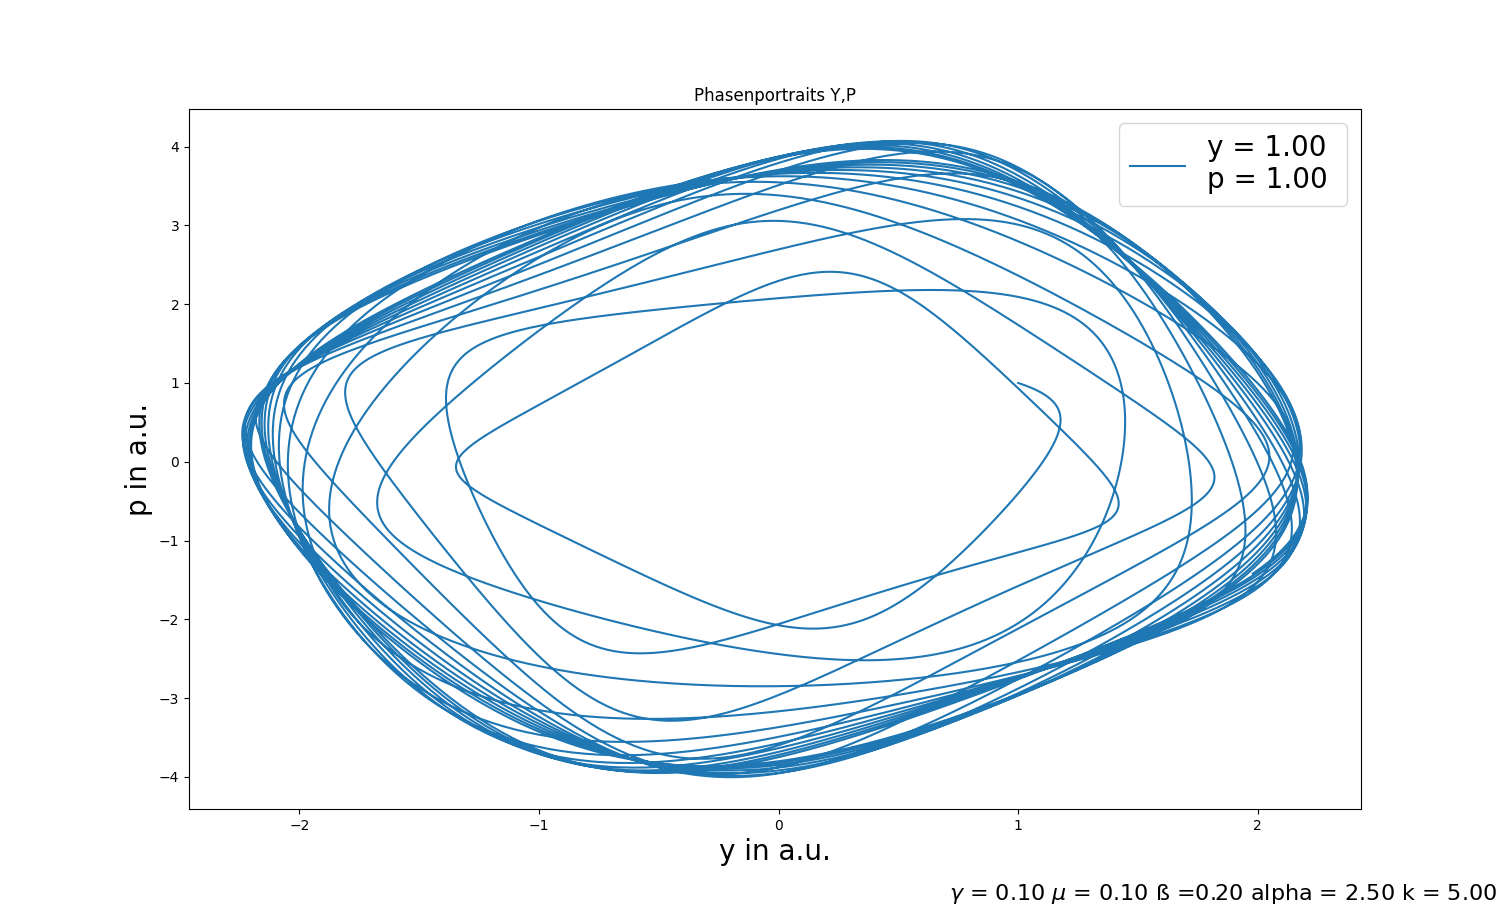 Phasenportraits Y,P
y = 1.00
p = 1.00
4
3
2
1
0
−1
−2
−3
−4
p in a.u.
−2 −1 0 1 2
y in a.u.
γ = 0.10 μ = 0.10 ß =0.20 alpha = 2.50 k = 5.00